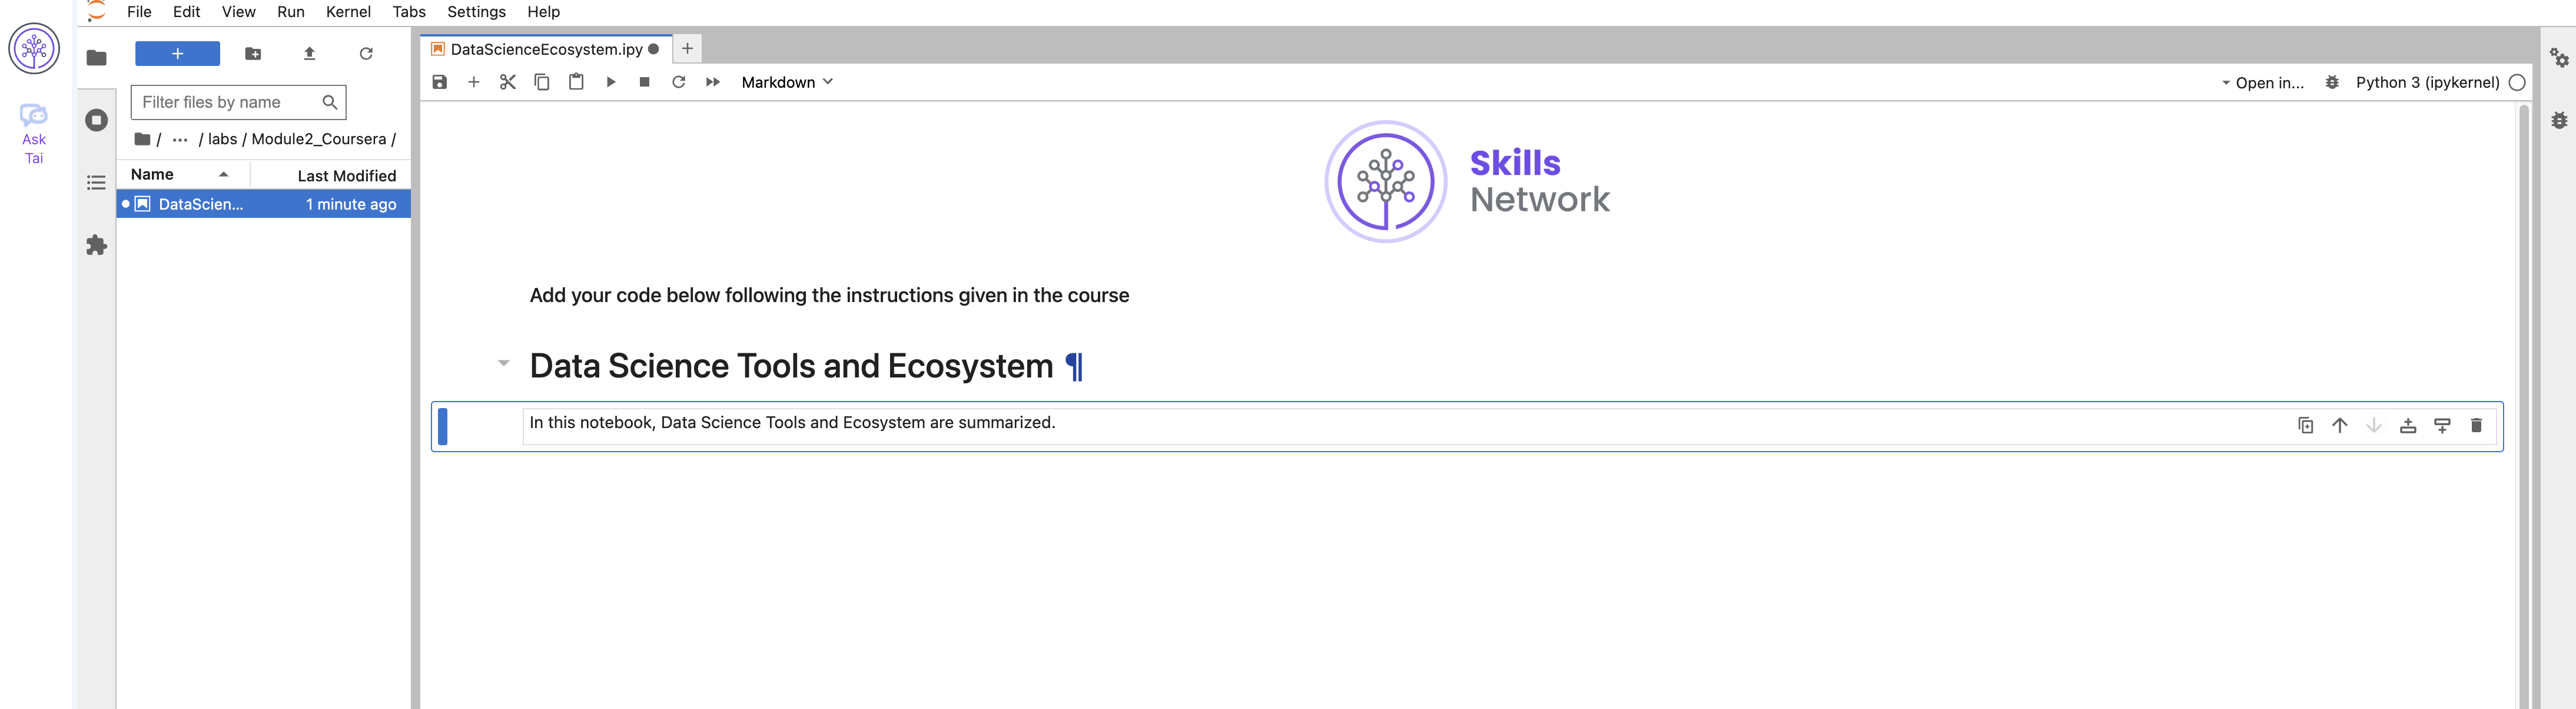 File Edit View Run Kernel Tabs Settings Help
Ask
Tai
DataScienceEcosystem.ipy
Filter files by name
Markdown
Open in...
Python 3 (ipykernel)
/ ... / labs / Module2_Coursera /
Name Last Modified
DataScien... 1 minute ago
Skills
Network
Add your code below following the instructions given in the course
Data Science Tools and Ecosystem ¶
In this notebook, Data Science Tools and Ecosystem are summarized.